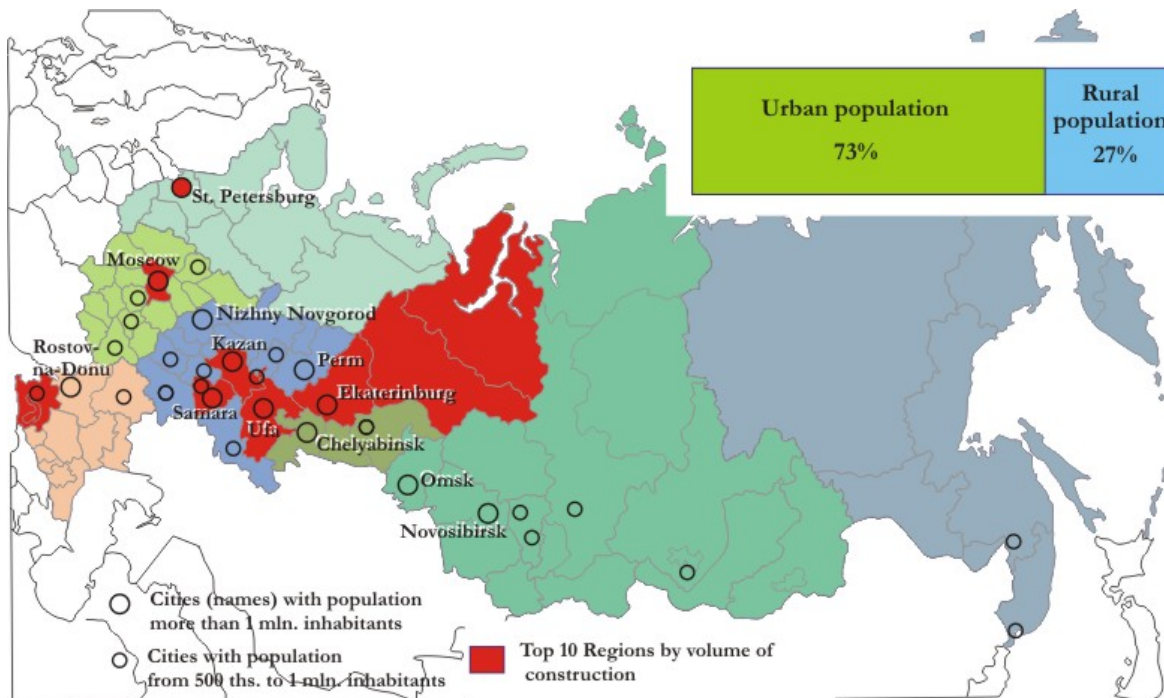 Urban population
73%
Rural
population
27%
St. Petersburg
Moscow
Nizhny Novgorod
Kazan
Perm
Rostov-
na-Donu
Ekaterinburg
Samara
Ufa
Chelyabinsk
Omsk
Novosibirsk
Cities (names) with population
more than 1 mln. inhabitants
Cities with population
from 500 ths. to 1 mln. inhabitants
Top 10 Regions by volume of
construction